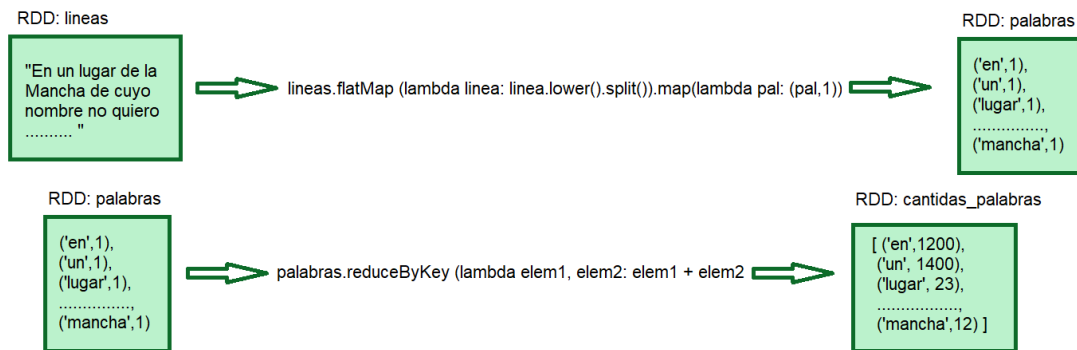 RDD: lineas
RDD: palabras
"En un lugar de la
Mancha de cuyo
nombre no quiero
.......... "
lineas.flatMap (lambda linea: linea.lower().split()).map(lambda pal: (pal,1))
('en',1),
('un',1),
('lugar',1),
................,
('mancha',1)
RDD: palabras
RDD: cantidas_palabras
('en',1),
('un',1),
('lugar',1),
...............,
('mancha',1)
palabras.reduceByKey (lambda elem1, elem2: elem1 + elem2
[ ('en',1200),
('un', 1400),
('lugar', 23),
.................,
('mancha',12) ]